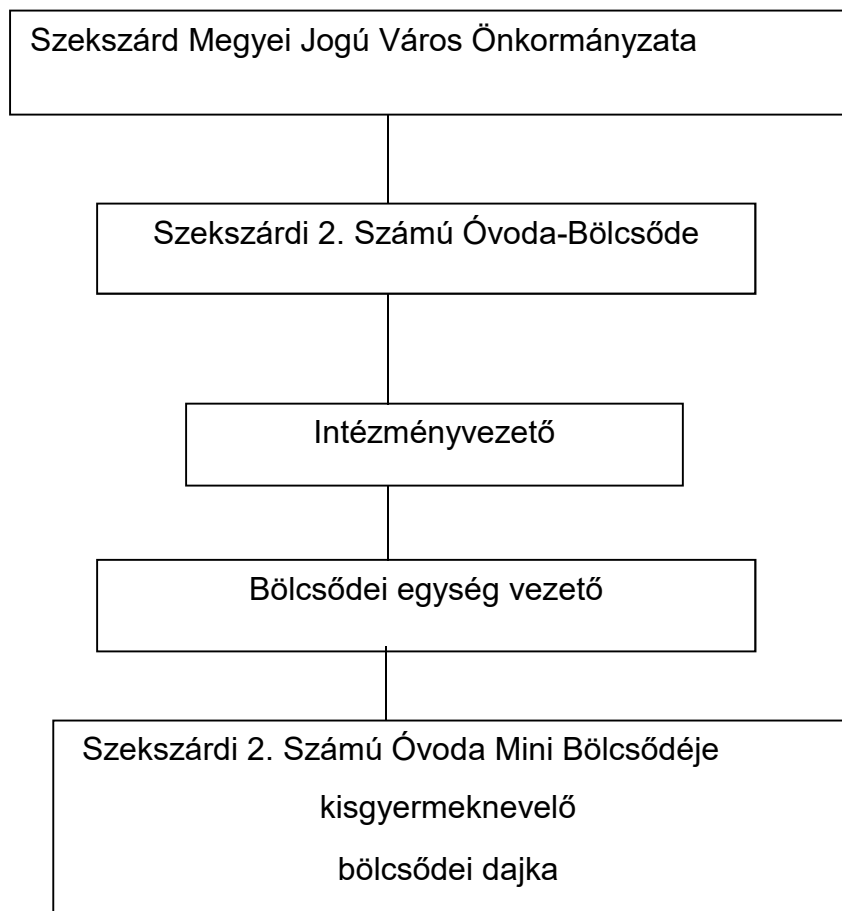 Szekszárd Megyei Jogú Város Önkormányzata
Szekszárdi 2. Számú Óvoda-Bölcsőde
Intézményvezető
Bölcsődei egység vezető
Szekszárdi 2. Számú Óvoda Mini Bölcsődéje
kisgyermeknevelő
bölcsődei dajka